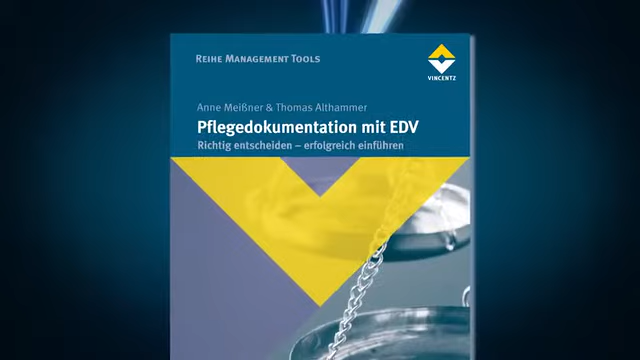 REIHE MANAGEMENT TOOLS
VINCENTZ
Anne Meißner & Thomas Althammer
Pflegedokumentation mit EDV
Richtig entscheiden – erfolgreich einführen